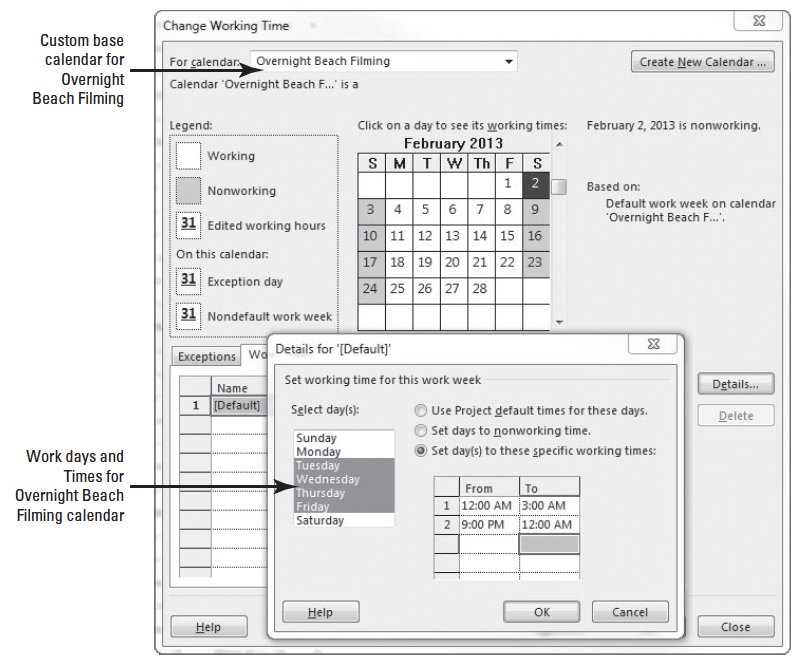 Custom base
calendar for
Overnight
Beach Filming
Change Working Time
For calendar: Overnight Beach Filming
Create New Calendar ...
Calendar 'Overnight Beach F...' is a
Legend:
Working
Nonworking
31 Edited working hours
On this calendar:
31 Exception day
31 Nondefault work week
Click on a day to see its working times:
February 2013
S M T W Th F S
1 2
3 4 5 6 7 8 9
10 11 12 13 14 15 16
17 18 19 20 21 22 23
24 25 26 27 28
February 2, 2013 is nonworking.
Based on:
Default work week on calendar
'Overnight Beach F...'.
Exceptions Wo
Name
1 [Default]
Details...
Delete
Work days and
Times for
Overnight Beach
Filming calendar
Details for '[Default]'
Set working time for this work week
Select day(s):
Sunday
Monday
Tuesday
Wednesday
Thursday
Friday
Saturday
Use Project default times for these days.
Set days to nonworking time.
Set day(s) to these specific working times:
From To
1 12:00 AM 3:00 AM
2 9:00 PM 12:00 AM
Help
OK
Cancel
Help
Close